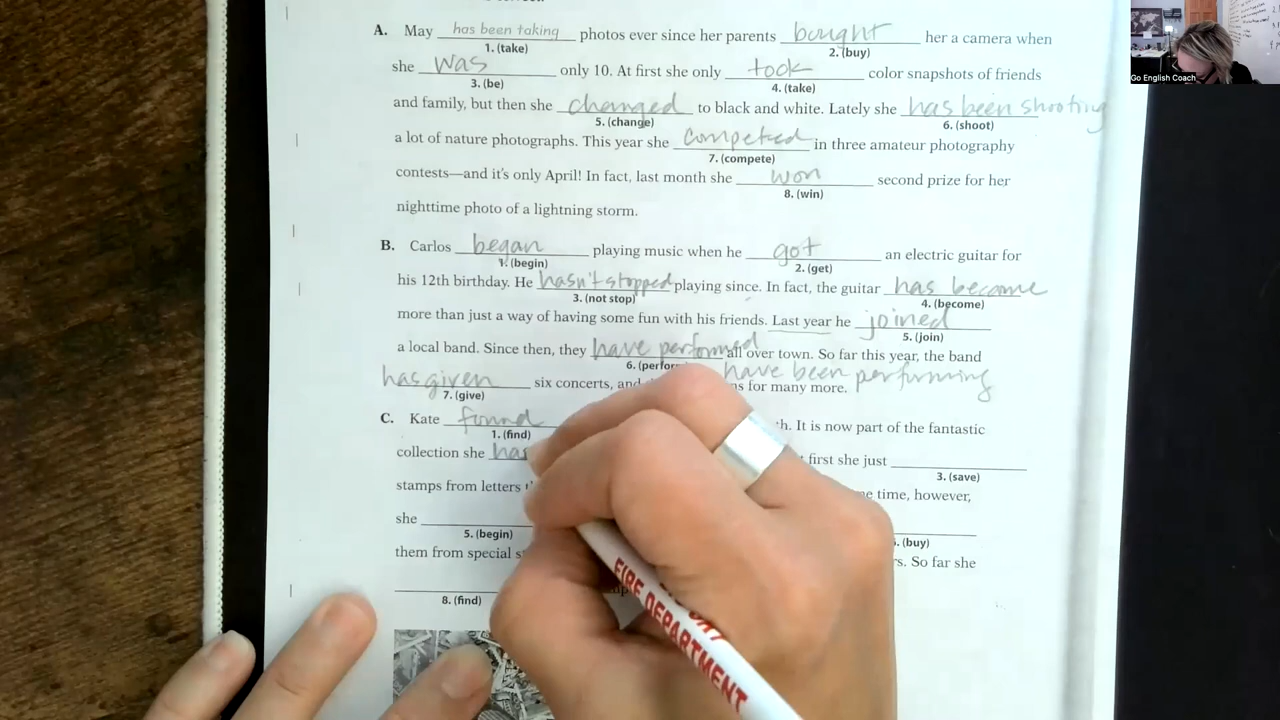 A. May has been taking photos ever since her parents bought her a camera when
1. (take) 2. (buy)
she was only 10. At first she only took color snapshots of friends
3. (be) 4. (take)
and family, but then she changed to black and white. Lately she has been shooting
5. (change) 6. (shoot)
a lot of nature photographs. This year she competed in three amateur photography
7. (compete)
contests—and it's only April! In fact, last month she won second prize for her
8. (win)
nighttime photo of a lightning storm.
B. Carlos began playing music when he got an electric guitar for
1. (begin) 2. (get)
his 12th birthday. He hasn't stopped playing since. In fact, the guitar has become
3. (not stop) 4. (become)
more than just a way of having some fun with his friends. Last year he joined
5. (join)
a local band. Since then, they have performed all over town. So far this year, the band
6. have been performing
has given six concerts, and for many more.
7. (give)
C. Kate found It is now part of the fantastic
1. (find)
collection she has first she just
3. (save)
stamps from letters time, however,
she
5. (begin) (buy)
them from special So far she
8. (find)
Go English Coach
FIRE DEPARTMENT